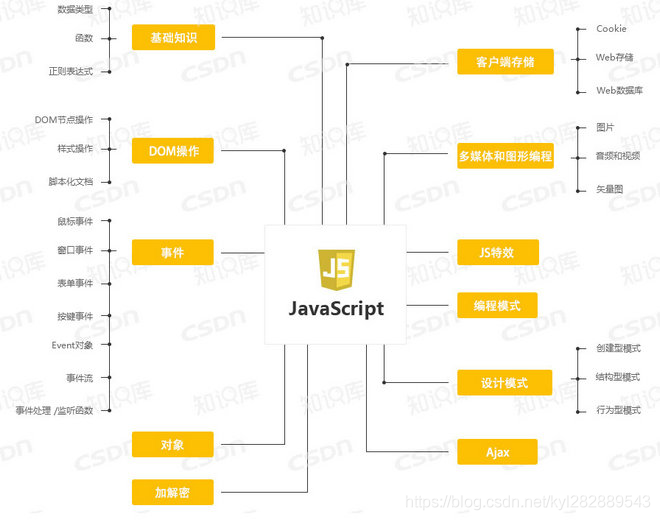 数据类型
函数
正则表达式
基础知识
DOM节点操作
样式操作
脚本化文档
DOM操作
鼠标事件
窗口事件
表单事件
按键事件
Event对象
事件流
事件处理 /监听函数
事件
对象
加解密
JS
JavaScript
客户端存储
Cookie
Web存储
Web数据库
多媒体和图形编程
图片
音频和视频
矢量图
JS特效
编程模式
设计模式
创建型模式
结构型模式
行为型模式
Ajax
CSDN
知识库
https://blog.csdn.net/kyl282889543